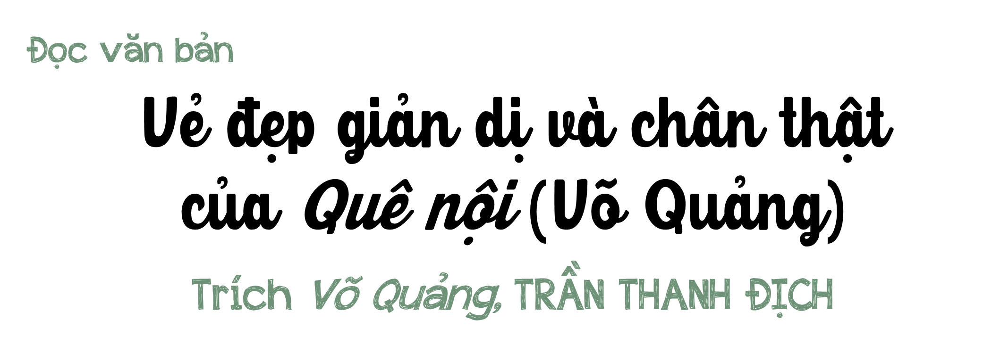 Đọc văn bản
Vẻ đẹp giản dị và chân thật
của Quê nội (Võ Quảng)
Trích Võ Quảng, TRẦN THANH ĐỊCH